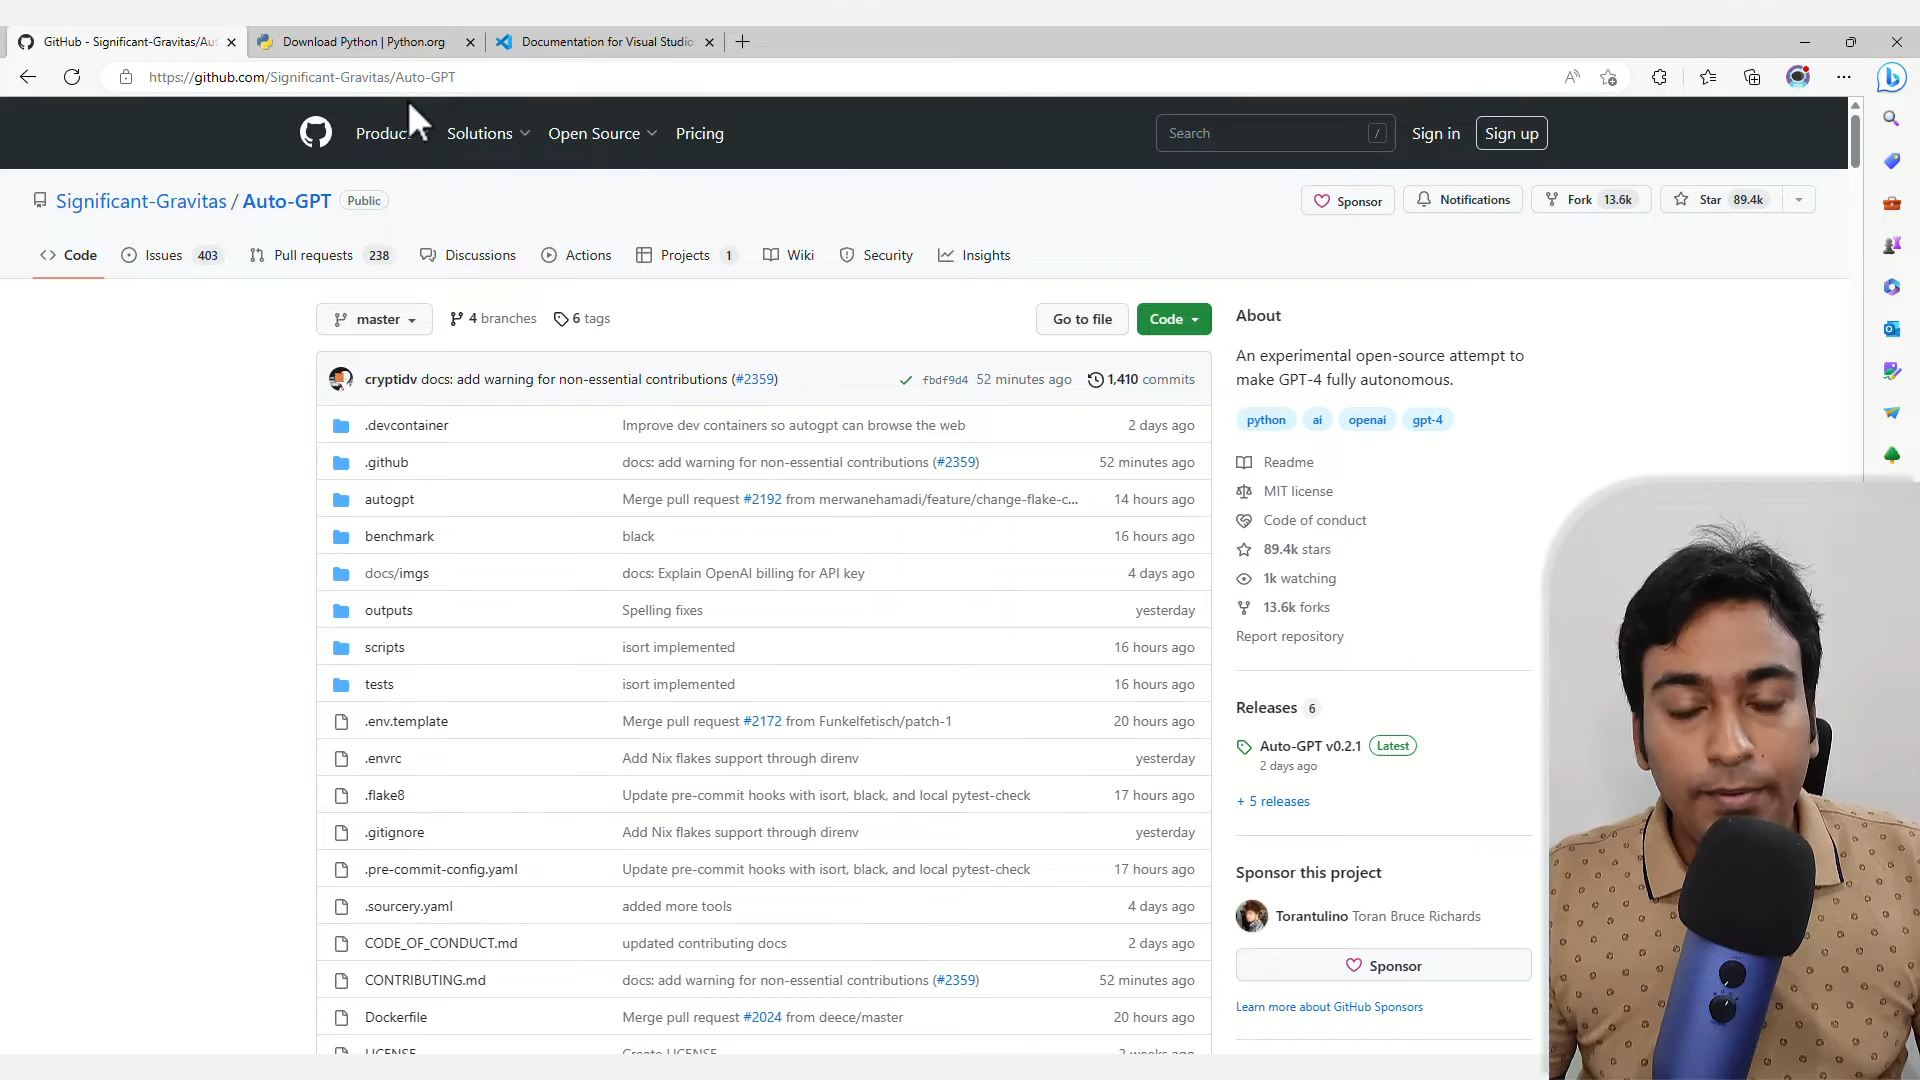 GitHub - Significant-Gravitas/Aut
Download Python | Python.org
Documentation for Visual Studio
https://github.com/Significant-Gravitas/Auto-GPT
Product Solutions Open Source Pricing
Search /
Sign in
Sign up
Significant-Gravitas / Auto-GPT Public
Sponsor
Notifications
Fork 13.6k
Star 89.4k
Code
Issues 403
Pull requests 238
Discussions
Actions
Projects 1
Wiki
Security
Insights
master
4 branches
6 tags
Go to file
Code
cryptidv docs: add warning for non-essential contributions (#2359) fbdf9d4 52 minutes ago 1,410 commits
.devcontainer Improve dev containers so autogpt can browse the web 2 days ago
.github docs: add warning for non-essential contributions (#2359) 52 minutes ago
autogpt Merge pull request #2192 from merwanehamadi/feature/change-flake-c... 14 hours ago
benchmark black 16 hours ago
docs/imgs docs: Explain OpenAI billing for API key 4 days ago
outputs Spelling fixes yesterday
scripts isort implemented 16 hours ago
tests isort implemented 16 hours ago
.env.template Merge pull request #2172 from Funkelfetisch/patch-1 20 hours ago
.envrc Add Nix flakes support through direnv yesterday
.flake8 Update pre-commit hooks with isort, black, and local pytest-check 17 hours ago
.gitignore Add Nix flakes support through direnv yesterday
.pre-commit-config.yaml Update pre-commit hooks with isort, black, and local pytest-check 17 hours ago
.sourcery.yaml added more tools 4 days ago
CODE_OF_CONDUCT.md updated contributing docs 2 days ago
CONTRIBUTING.md docs: add warning for non-essential contributions (#2359) 52 minutes ago
Dockerfile Merge pull request #2024 from deece/master 20 hours ago
LICENSE Create LICENSE 2 weeks ago
About
An experimental open-source attempt to
make GPT-4 fully autonomous.
python ai openai gpt-4
Readme
MIT license
Code of conduct
89.4k stars
1k watching
13.6k forks
Report repository
Releases 6
Auto-GPT v0.2.1 Latest
2 days ago
+ 5 releases
Sponsor this project
Torantulino Toran Bruce Richards
Sponsor
Learn more about GitHub Sponsors